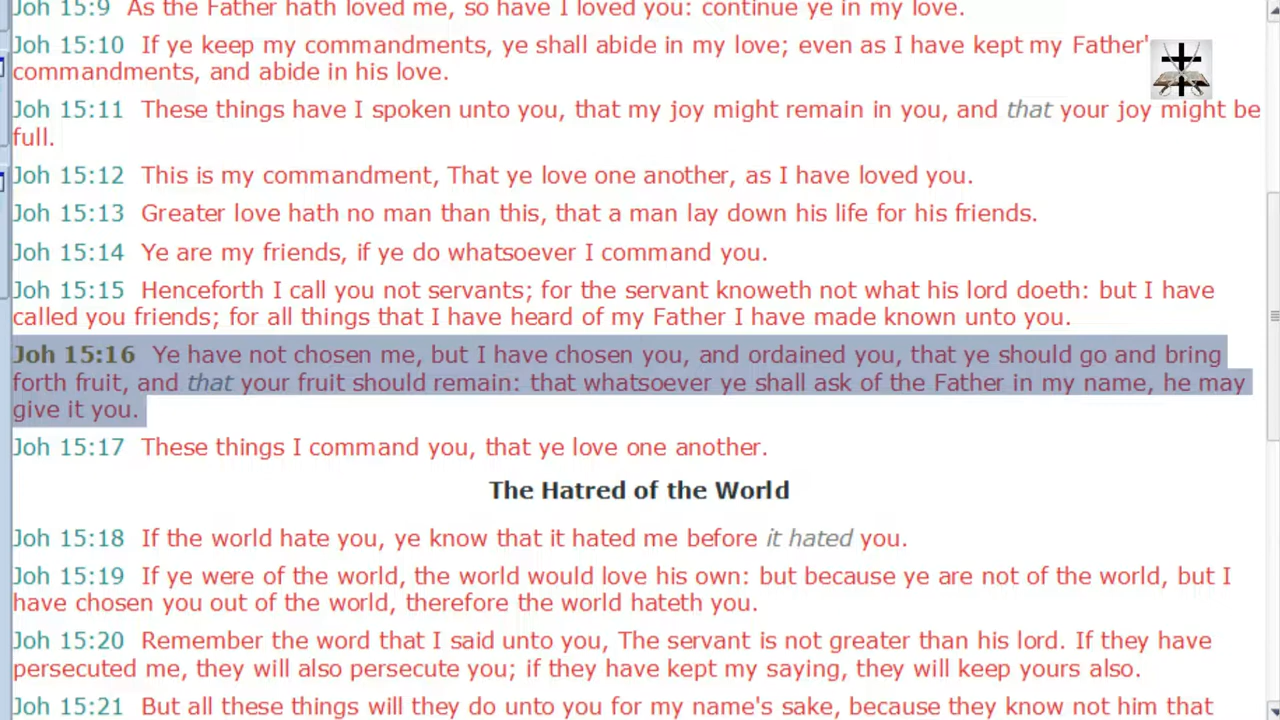 Joh 15:9 As the Father hath loved me, so have I loved you: continue ye in my love.
Joh 15:10 If ye keep my commandments, ye shall abide in my love; even as I have kept my Father'
commandments, and abide in his love.
Joh 15:11 These things have I spoken unto you, that my joy might remain in you, and that your joy might be
full.
Joh 15:12 This is my commandment, That ye love one another, as I have loved you.
Joh 15:13 Greater love hath no man than this, that a man lay down his life for his friends.
Joh 15:14 Ye are my friends, if ye do whatsoever I command you.
Joh 15:15 Henceforth I call you not servants; for the servant knoweth not what his lord doeth: but I have
called you friends; for all things that I have heard of my Father I have made known unto you.
Joh 15:16 Ye have not chosen me, but I have chosen you, and ordained you, that ye should go and bring
forth fruit, and that your fruit should remain: that whatsoever ye shall ask of the Father in my name, he may
give it you.
Joh 15:17 These things I command you, that ye love one another.
The Hatred of the World
Joh 15:18 If the world hate you, ye know that it hated me before it hated you.
Joh 15:19 If ye were of the world, the world would love his own: but because ye are not of the world, but I
have chosen you out of the world, therefore the world hateth you.
Joh 15:20 Remember the word that I said unto you, The servant is not greater than his lord. If they have
persecuted me, they will also persecute you; if they have kept my saying, they will keep yours also.
Joh 15:21 But all these things will they do unto you for my name's sake, because they know not him that